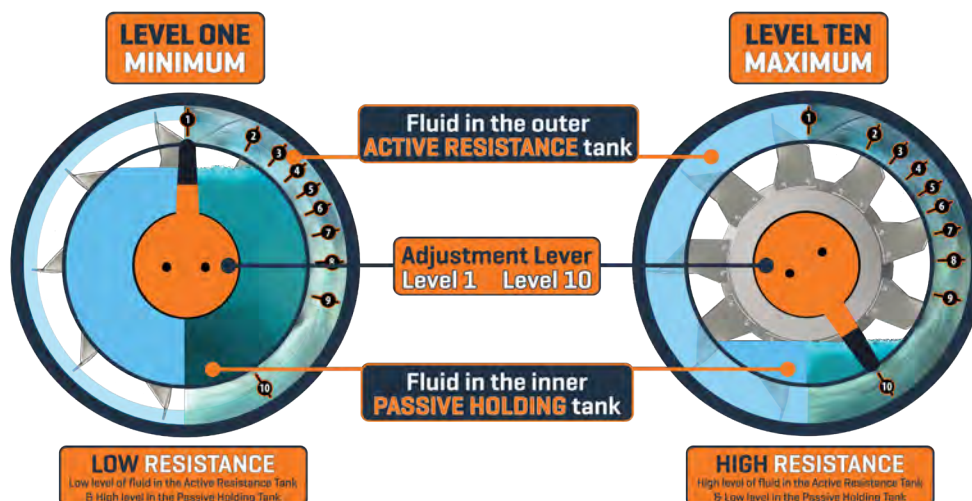 LEVEL ONE
MINIMUM
LEVEL TEN
MAXIMUM
Fluid in the outer
ACTIVE RESISTANCE tank
Adjustment Lever
Level 1 Level 10
Fluid in the inner
PASSIVE HOLDING tank
1
2
3
4
5
6
7
8
9
10
1
2
3
4
5
6
7
8
9
10
LOW RESISTANCE
Low level of fluid in the Active Resistance Tank
& High level in the Passive Holding Tank
HIGH RESISTANCE
High level of fluid in the Active Resistance Tank
& Low level in the Passive Holding Tank